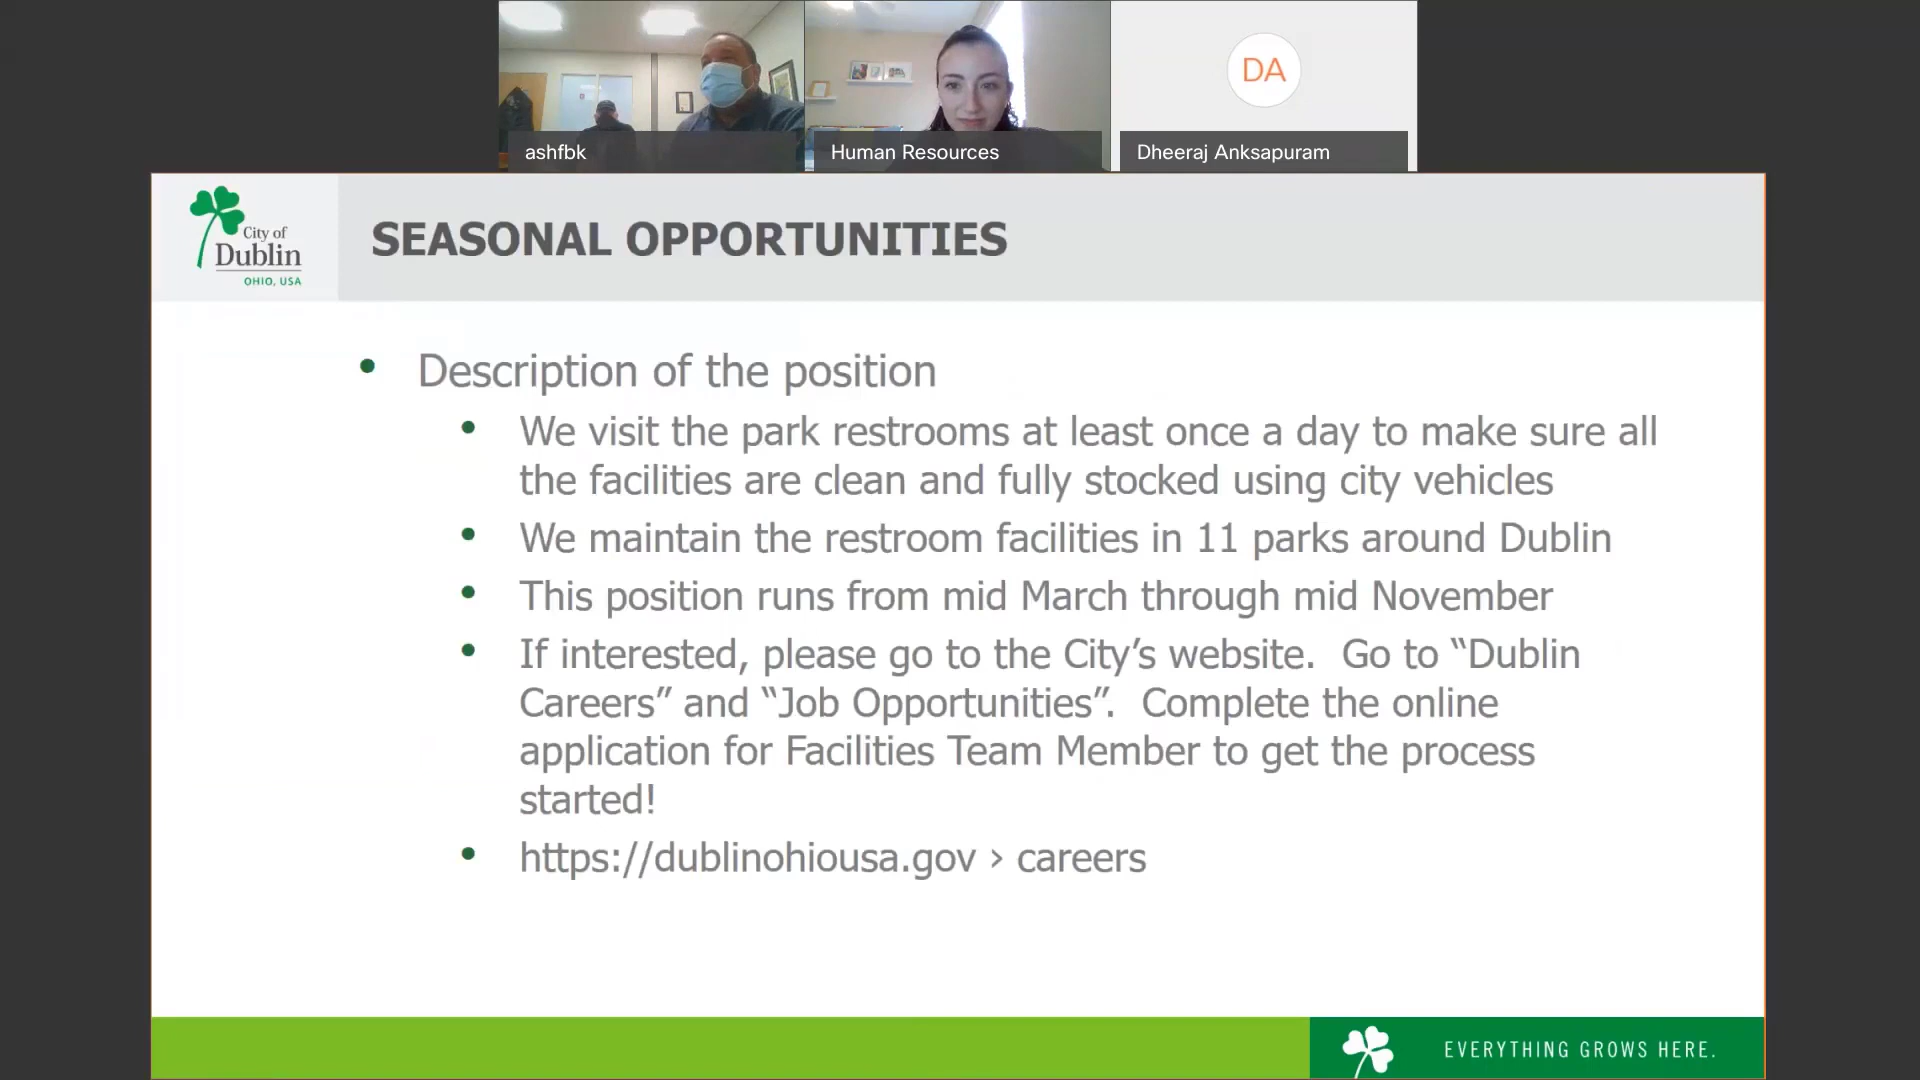 DA
ashfbk
Human Resources
Dheeraj Anksapuram
City of
Dublin
OHIO, USA
SEASONAL OPPORTUNITIES
Description of the position
We visit the park restrooms at least once a day to make sure all
the facilities are clean and fully stocked using city vehicles
We maintain the restroom facilities in 11 parks around Dublin
This position runs from mid March through mid November
If interested, please go to the City’s website. Go to “Dublin
Careers” and “Job Opportunities”. Complete the online
application for Facilities Team Member to get the process
started!
https://dublinohiousa.gov › careers
EVERYTHING GROWS HERE.